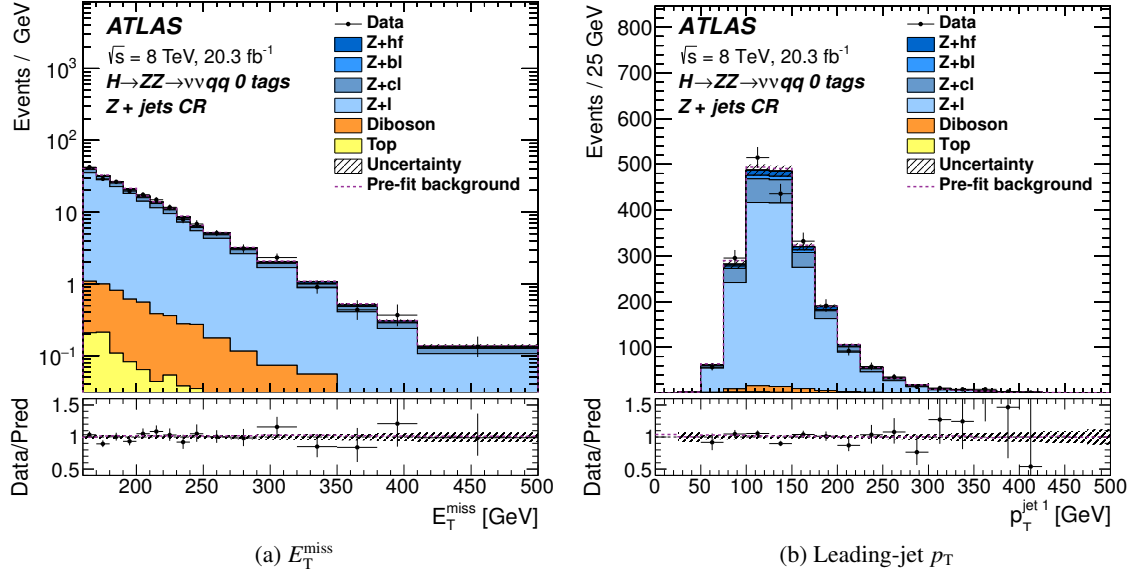 ATLAS
√s = 8 TeV, 20.3 fb⁻¹
H→ZZ→ννqq 0 tags
Z + jets CR
Data
Z+hf
Z+bl
Z+cl
Z+l
Diboson
Top
Uncertainty
Pre-fit background
Events / GeV
10³
10²
10
1
10⁻¹
Data/Pred
1.5
1
0.5
200 250 300 350 400 450 500
E_T^miss [GeV]
(a) E_T^miss
ATLAS
√s = 8 TeV, 20.3 fb⁻¹
H→ZZ→ννqq 0 tags
Z + jets CR
Data
Z+hf
Z+bl
Z+cl
Z+l
Diboson
Top
Uncertainty
Pre-fit background
Events / 25 GeV
800
700
600
500
400
300
200
100
Data/Pred
1.5
1
0.5
0 50 100 150 200 250 300 350 400 450 500
p_T^jet 1 [GeV]
(b) Leading-jet p_T